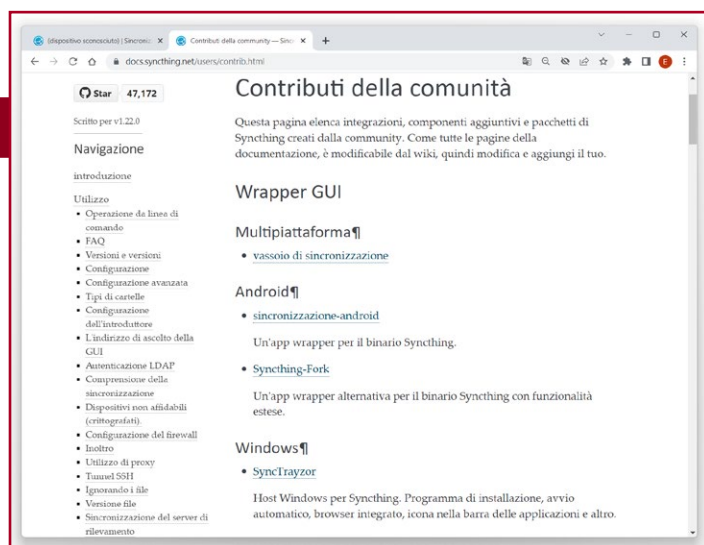 (dispositivo sconosciuto) | Sincroniz
Contributi della community — Sinc
docs.syncthing.net/users/contrib.html
E
Star 47,172
Scritto per v1.22.0
Navigazione
introduzione
Utilizzo
Operazione da linea di
comando
FAQ
Versioni e versioni
Configurazione
Configurazione avanzata
Tipi di cartelle
Configurazione
dell'introduttore
L'indirizzo di ascolto della
GUI
Autenticazione LDAP
Comprensione della
sincronizzazione
Dispositivi non affidabili
(crittografati).
Configurazione del firewall
Inoltro
Utilizzo di proxy
Tunnel SSH
Ignorando i file
Versione file
Sincronizzazione del server di
rilevamento
Contributi della comunità
Questa pagina elenca integrazioni, componenti aggiuntivi e pacchetti di
Syncthing creati dalla community. Come tutte le pagine della
documentazione, è modificabile dal wiki, quindi modifica e aggiungi il tuo.
Wrapper GUI
Multipiattaforma¶
vassoio di sincronizzazione
Android¶
sincronizzazione-android
Un'app wrapper per il binario Syncthing.
Syncthing-Fork
Un'app wrapper alternativa per il binario Syncthing con funzionalità
estese.
Windows¶
SyncTrayzor
Host Windows per Syncthing. Programma di installazione, avvio
automatico, browser integrato, icona nella barra delle applicazioni e altro.